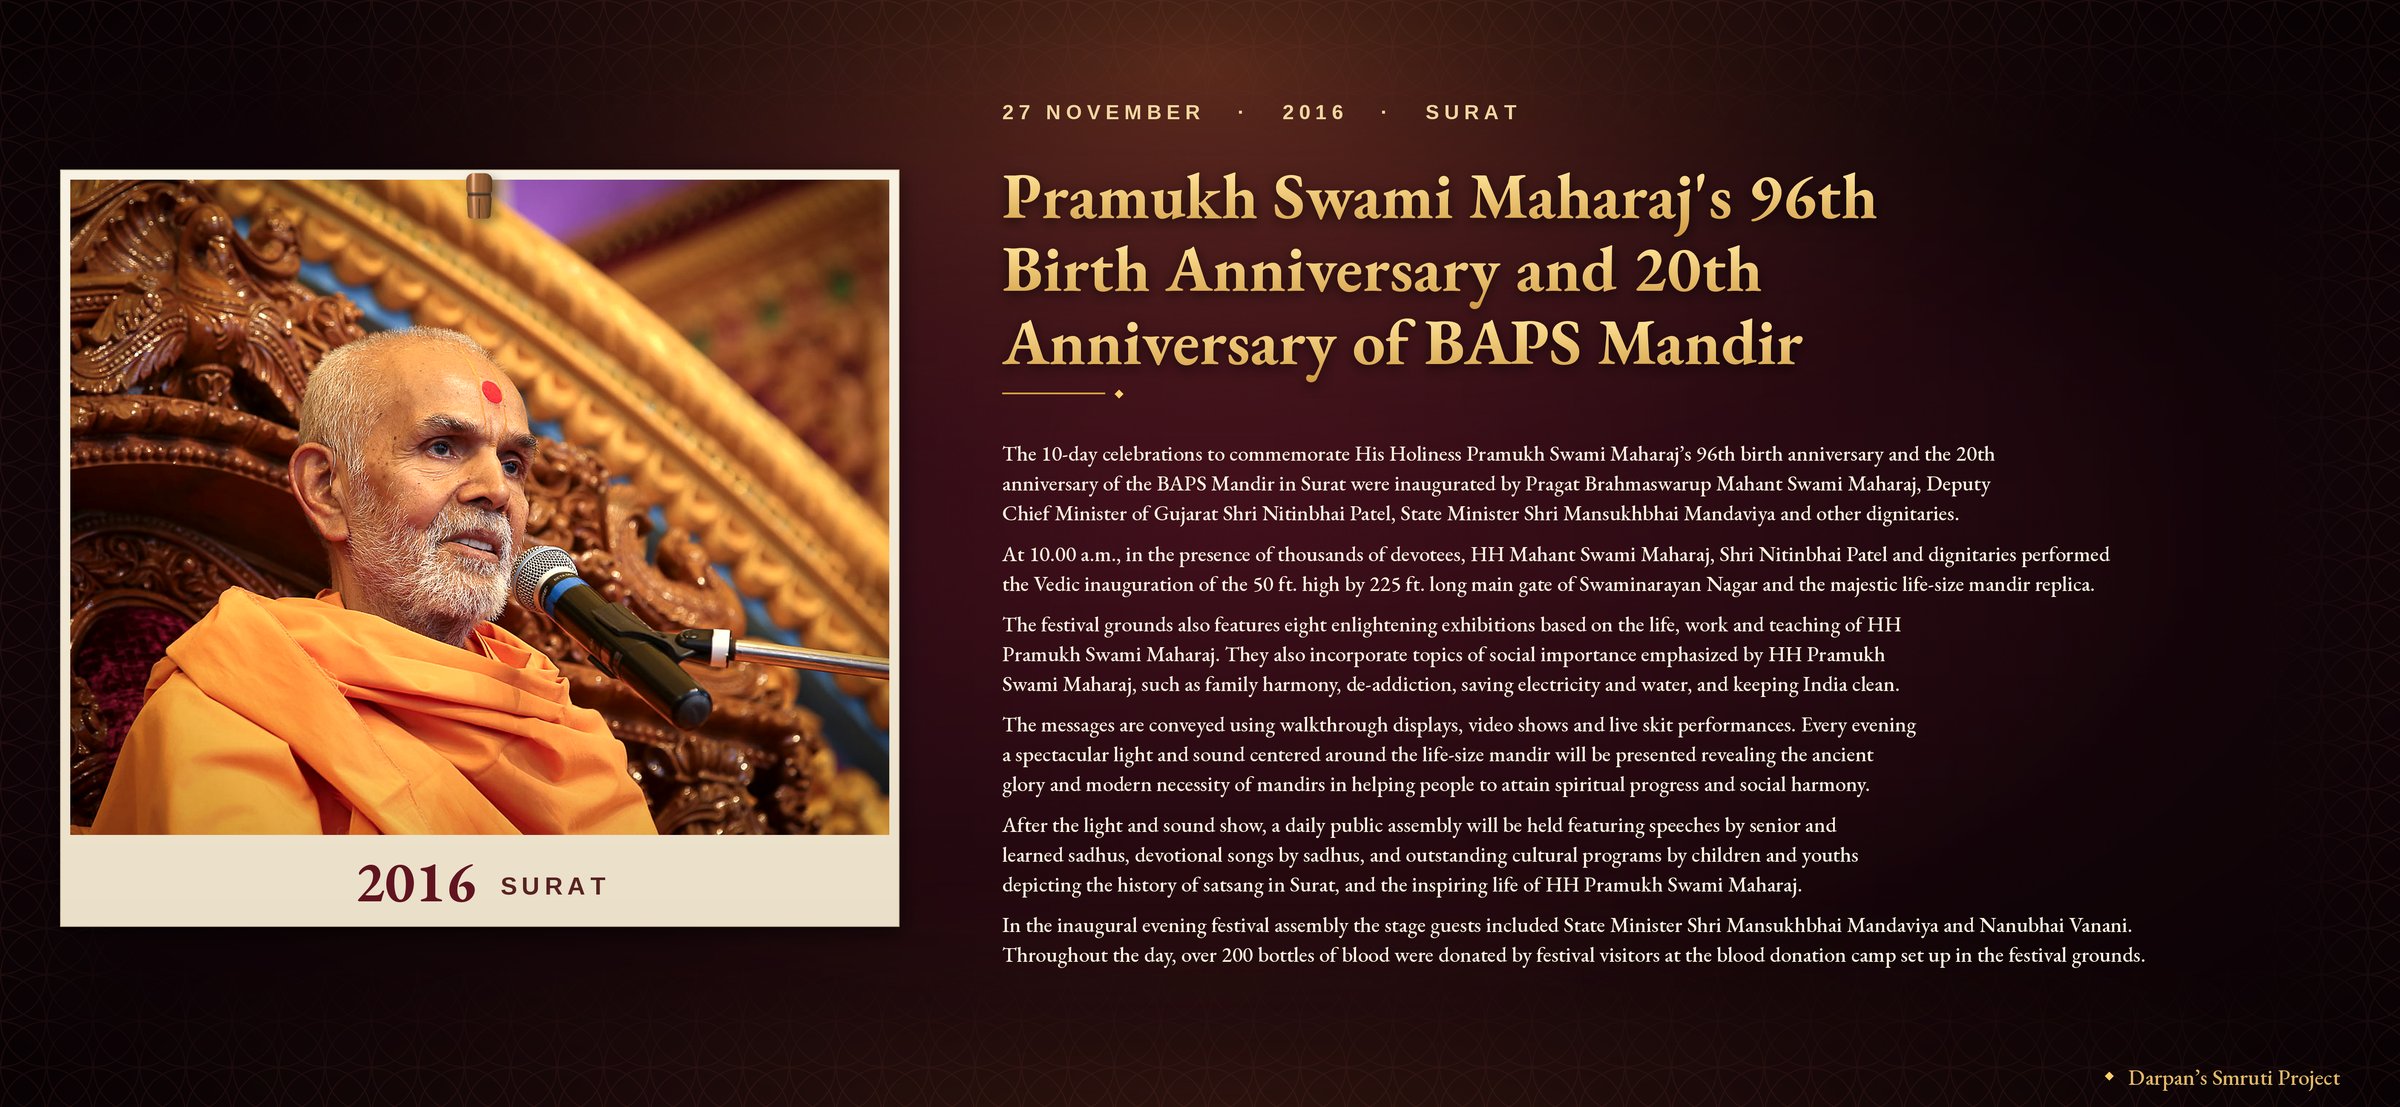 27 NOVEMBER · 2016 · SURAT
Pramukh Swami Maharaj's 96th
Birth Anniversary and 20th
Anniversary of BAPS Mandir
The 10-day celebrations to commemorate His Holiness Pramukh Swami Maharaj’s 96th birth anniversary and the 20th
anniversary of the BAPS Mandir in Surat were inaugurated by Pragat Brahmaswarup Mahant Swami Maharaj, Deputy
Chief Minister of Gujarat Shri Nitinbhai Patel, State Minister Shri Mansukhbhai Mandaviya and other dignitaries.
At 10.00 a.m., in the presence of thousands of devotees, HH Mahant Swami Maharaj, Shri Nitinbhai Patel and dignitaries performed
the Vedic inauguration of the 50 ft. high by 225 ft. long main gate of Swaminarayan Nagar and the majestic life-size mandir replica.
The festival grounds also features eight enlightening exhibitions based on the life, work and teaching of HH
Pramukh Swami Maharaj. They also incorporate topics of social importance emphasized by HH Pramukh
Swami Maharaj, such as family harmony, de-addiction, saving electricity and water, and keeping India clean.
The messages are conveyed using walkthrough displays, video shows and live skit performances. Every evening
a spectacular light and sound centered around the life-size mandir will be presented revealing the ancient
glory and modern necessity of mandirs in helping people to attain spiritual progress and social harmony.
After the light and sound show, a daily public assembly will be held featuring speeches by senior and
learned sadhus, devotional songs by sadhus, and outstanding cultural programs by children and youths
depicting the history of satsang in Surat, and the inspiring life of HH Pramukh Swami Maharaj.
In the inaugural evening festival assembly the stage guests included State Minister Shri Mansukhbhai Mandaviya and Nanubhai Vanani.
Throughout the day, over 200 bottles of blood were donated by festival visitors at the blood donation camp set up in the festival grounds.
2016 SURAT
Darpan’s Smruti Project